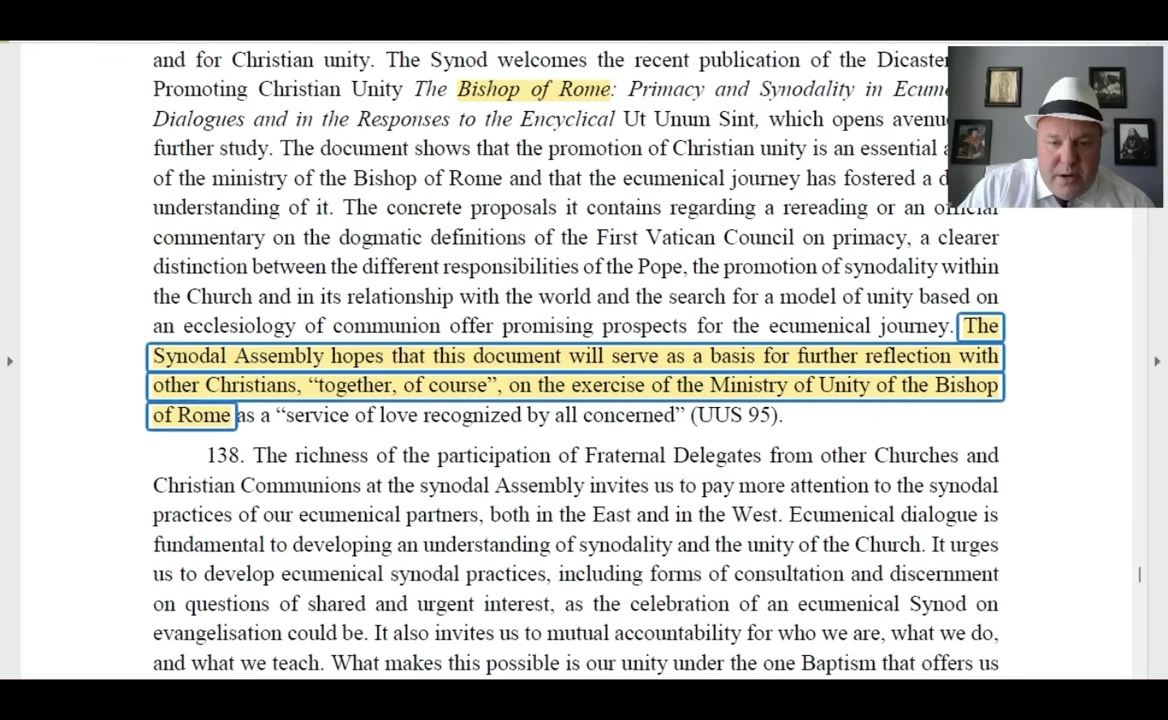 and for Christian unity. The Synod welcomes the recent publication of the Dicaster
Promoting Christian Unity The Bishop of Rome: Primacy and Synodality in Ecume
Dialogues and in the Responses to the Encyclical Ut Unum Sint, which opens avenu
further study. The document shows that the promotion of Christian unity is an essential a
of the ministry of the Bishop of Rome and that the ecumenical journey has fostered a d
understanding of it. The concrete proposals it contains regarding a rereading or an official
commentary on the dogmatic definitions of the First Vatican Council on primacy, a clearer
distinction between the different responsibilities of the Pope, the promotion of synodality within
the Church and in its relationship with the world and the search for a model of unity based on
an ecclesiology of communion offer promising prospects for the ecumenical journey. The
Synodal Assembly hopes that this document will serve as a basis for further reflection with
other Christians, “together, of course”, on the exercise of the Ministry of Unity of the Bishop
of Rome as a “service of love recognized by all concerned” (UUS 95).
138. The richness of the participation of Fraternal Delegates from other Churches and
Christian Communions at the synodal Assembly invites us to pay more attention to the synodal
practices of our ecumenical partners, both in the East and in the West. Ecumenical dialogue is
fundamental to developing an understanding of synodality and the unity of the Church. It urges
us to develop ecumenical synodal practices, including forms of consultation and discernment
on questions of shared and urgent interest, as the celebration of an ecumenical Synod on
evangelisation could be. It also invites us to mutual accountability for who we are, what we do,
and what we teach. What makes this possible is our unity under the one Baptism that offers us